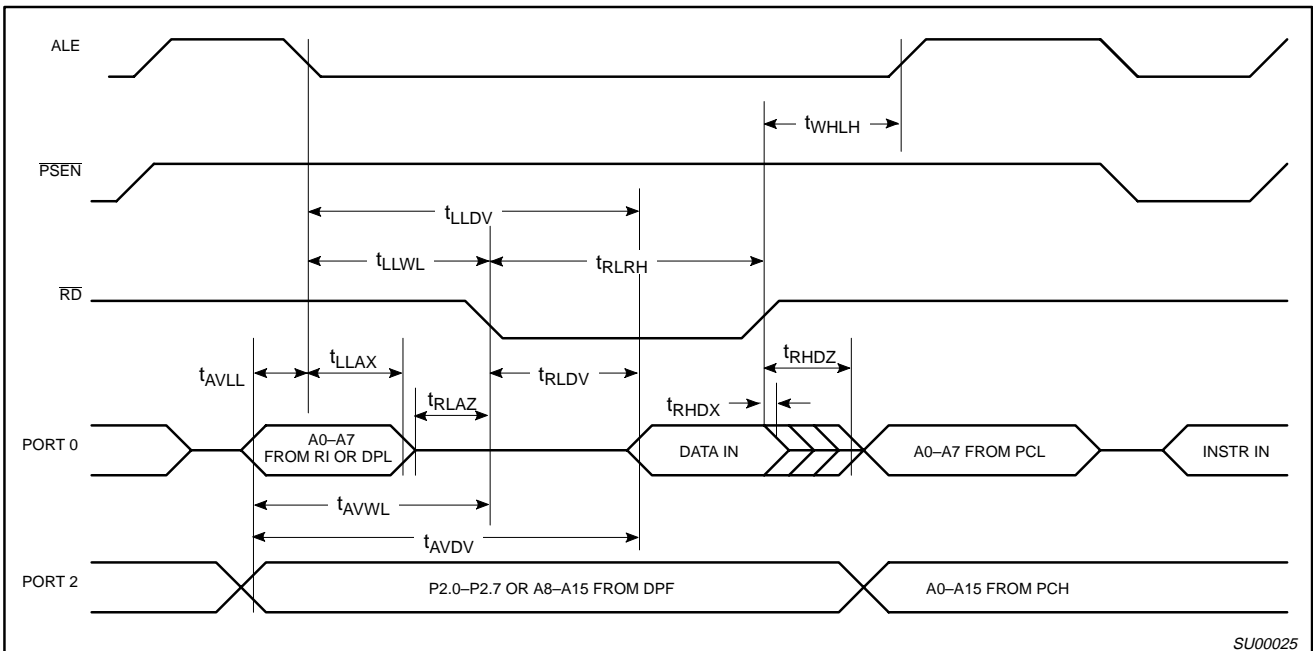 ALE
tWHLH
PSEN
tLLDV
tLLWL
tRLRH
RD
tAVLL
tLLAX
tRLDV
tRHDZ
tRLAZ
tRHDX
PORT 0
A0–A7
FROM RI OR DPL
DATA IN
A0–A7 FROM PCL
INSTR IN
tAVWL
tAVDV
PORT 2
P2.0–P2.7 OR A8–A15 FROM DPF
A0–A15 FROM PCH
SU00025